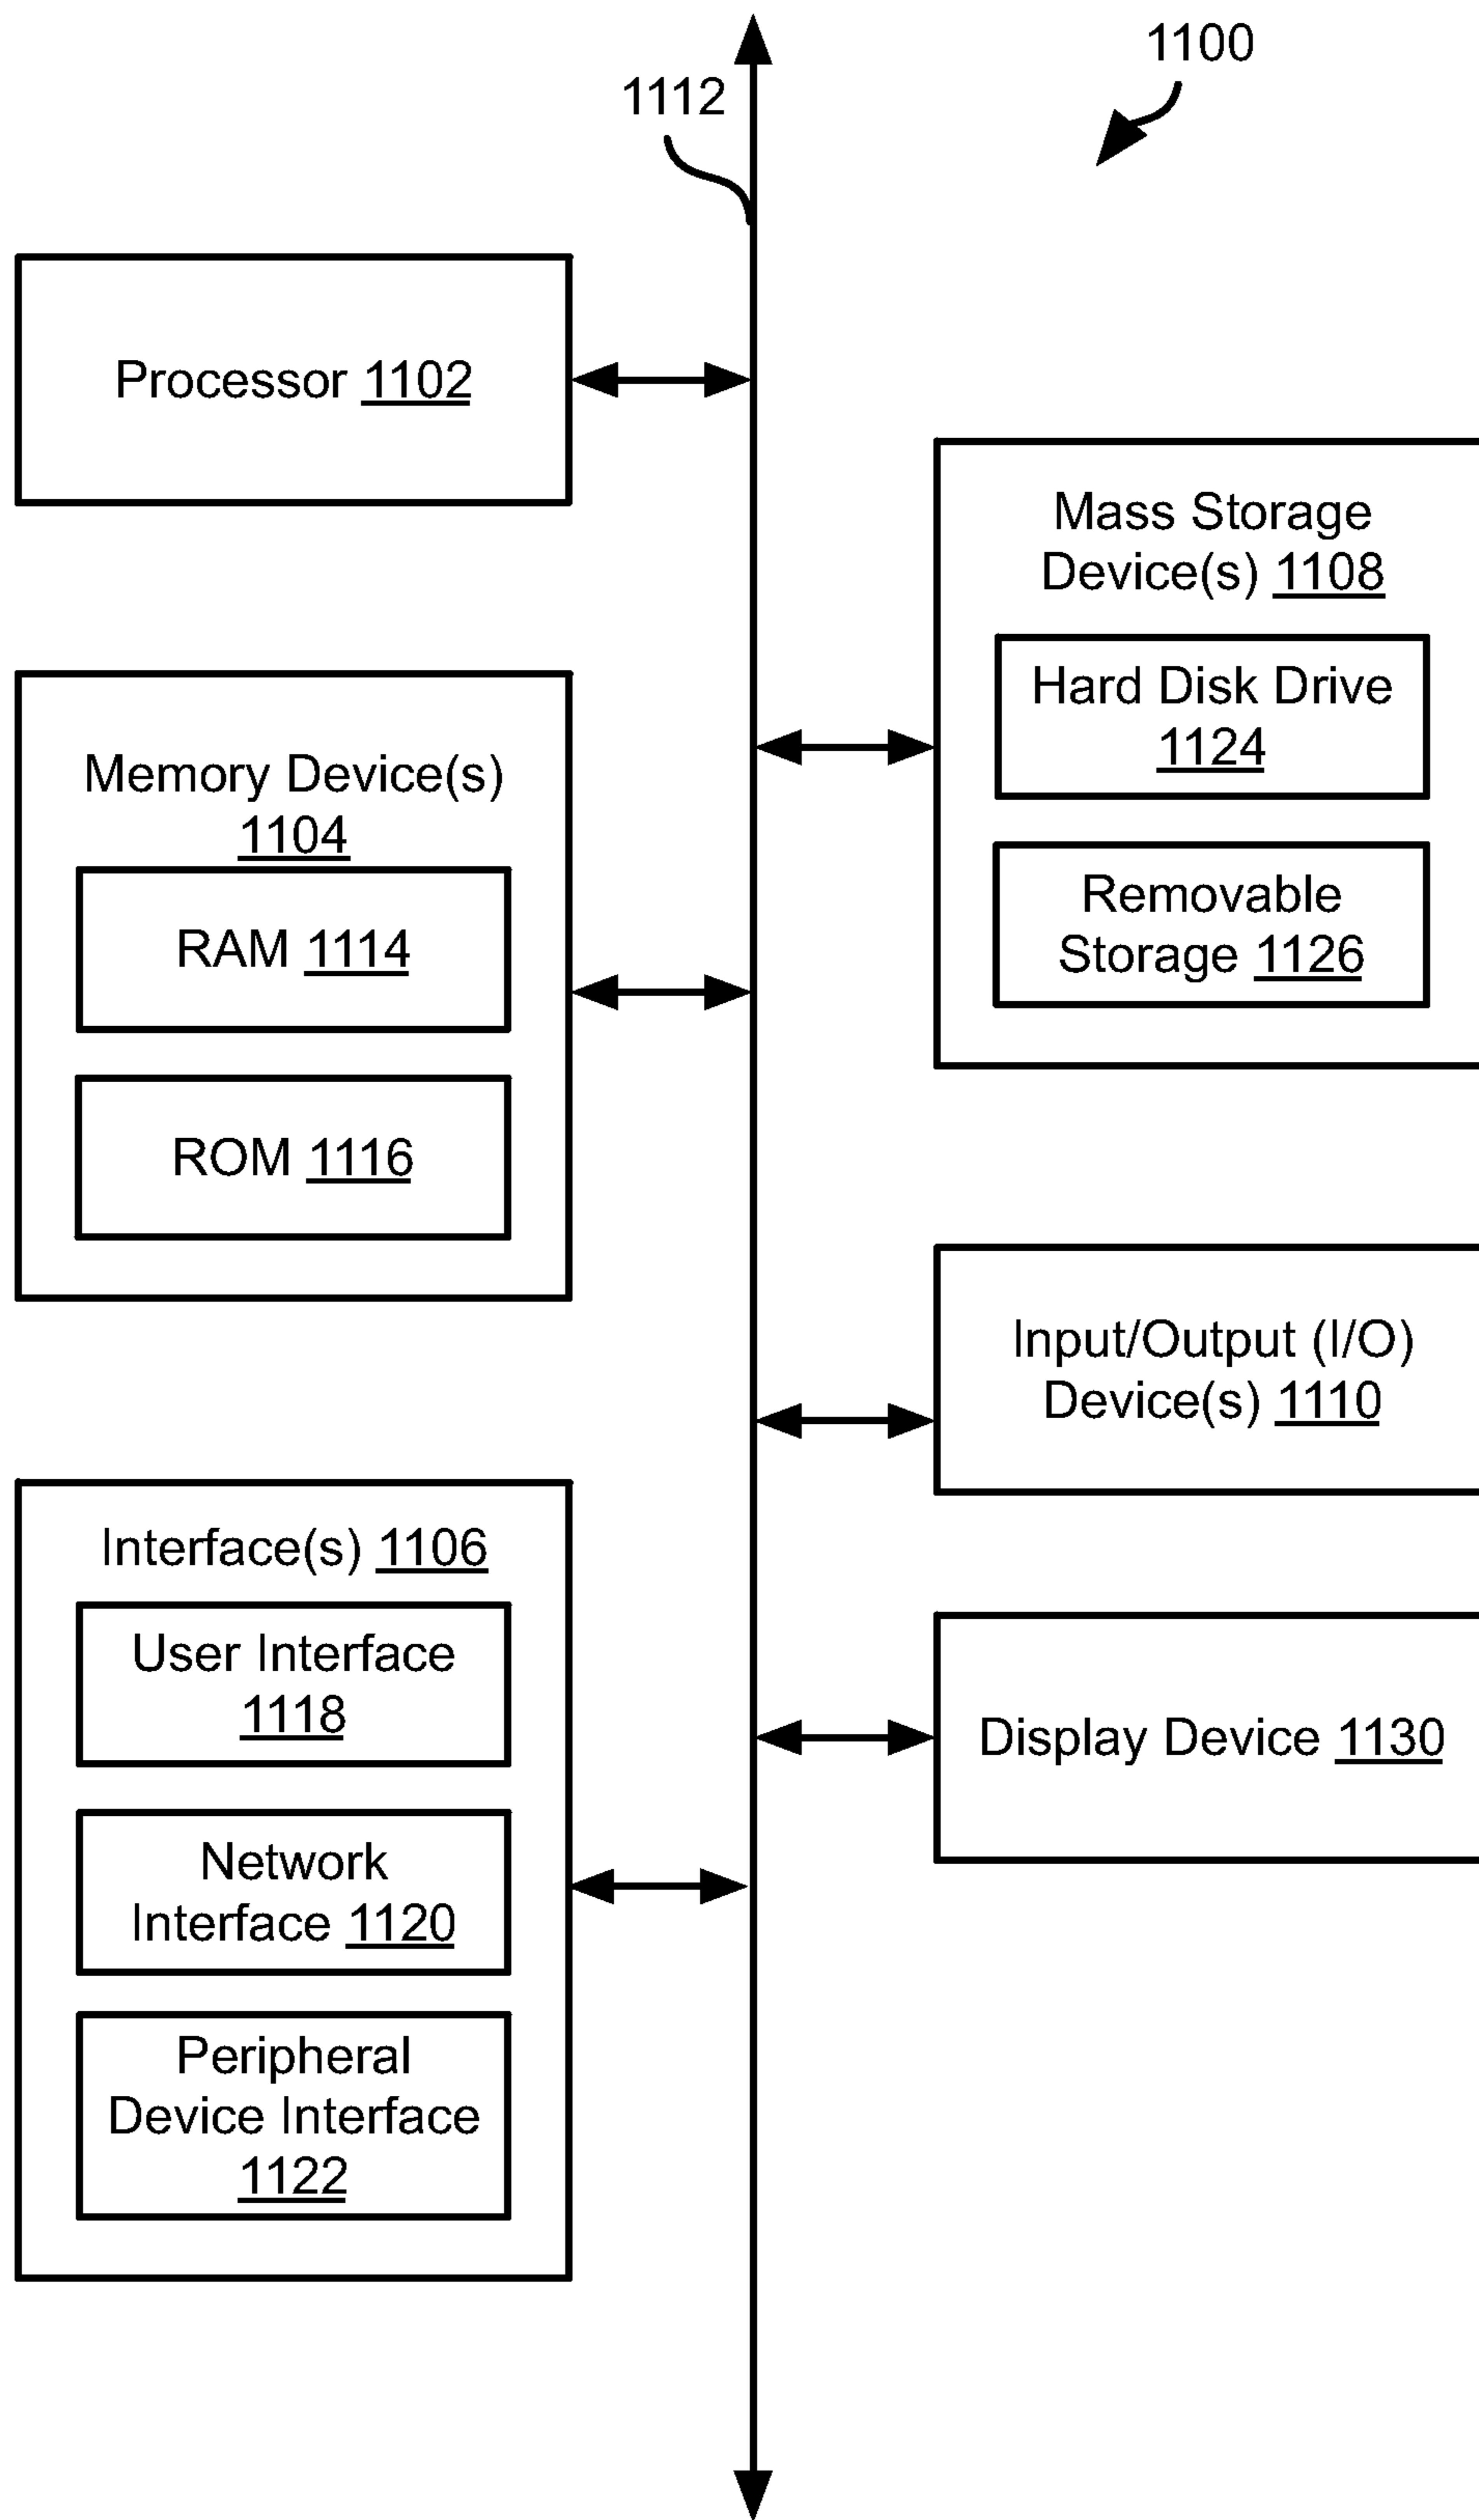 1100
1112
Processor 1102
Memory Device(s)
1104
RAM 1114
ROM 1116
Interface(s) 1106
User Interface
1118
Network
Interface 1120
Peripheral
Device Interface
1122
Mass Storage
Device(s) 1108
Hard Disk Drive
1124
Removable
Storage 1126
Input/Output (I/O)
Device(s) 1110
Display Device 1130